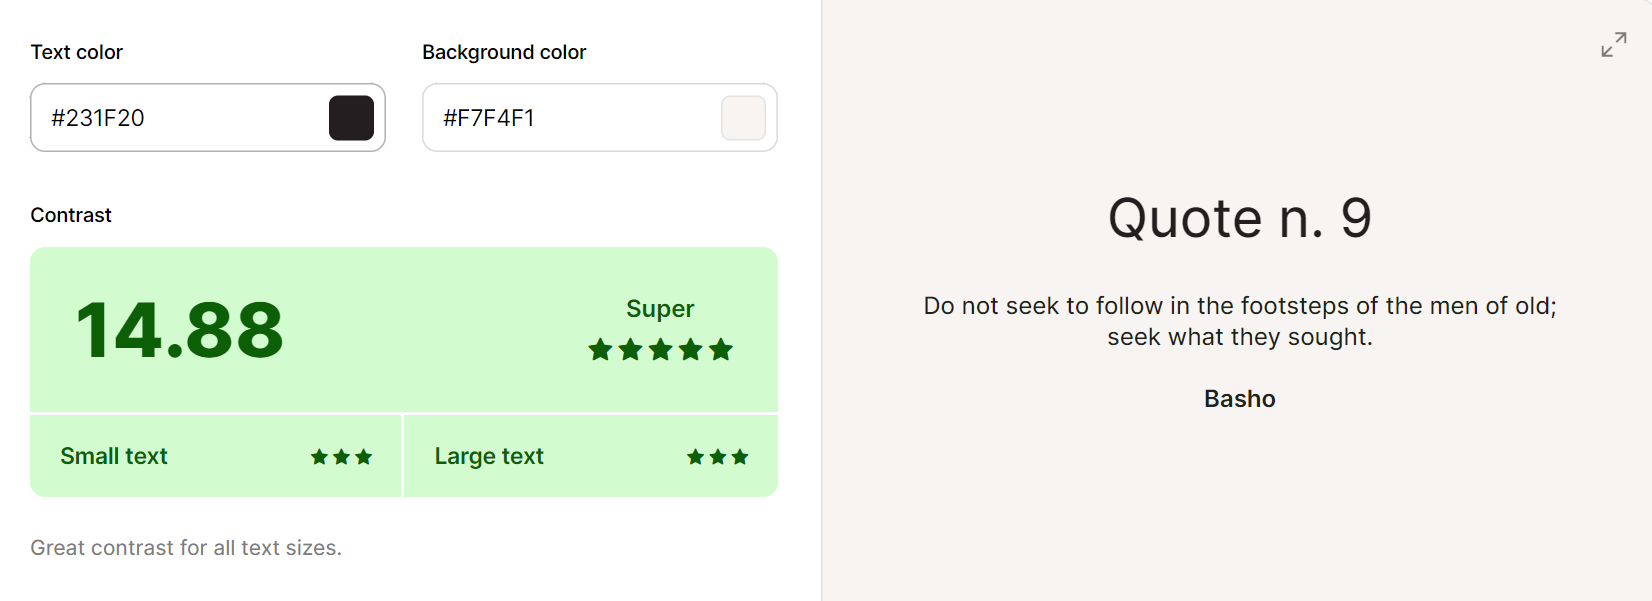 Text color
#231F20
Background color
#F7F4F1
Contrast
14.88
Super
Small text
Large text
Great contrast for all text sizes.
Quote n. 9
Do not seek to follow in the footsteps of the men of old;
seek what they sought.
Basho